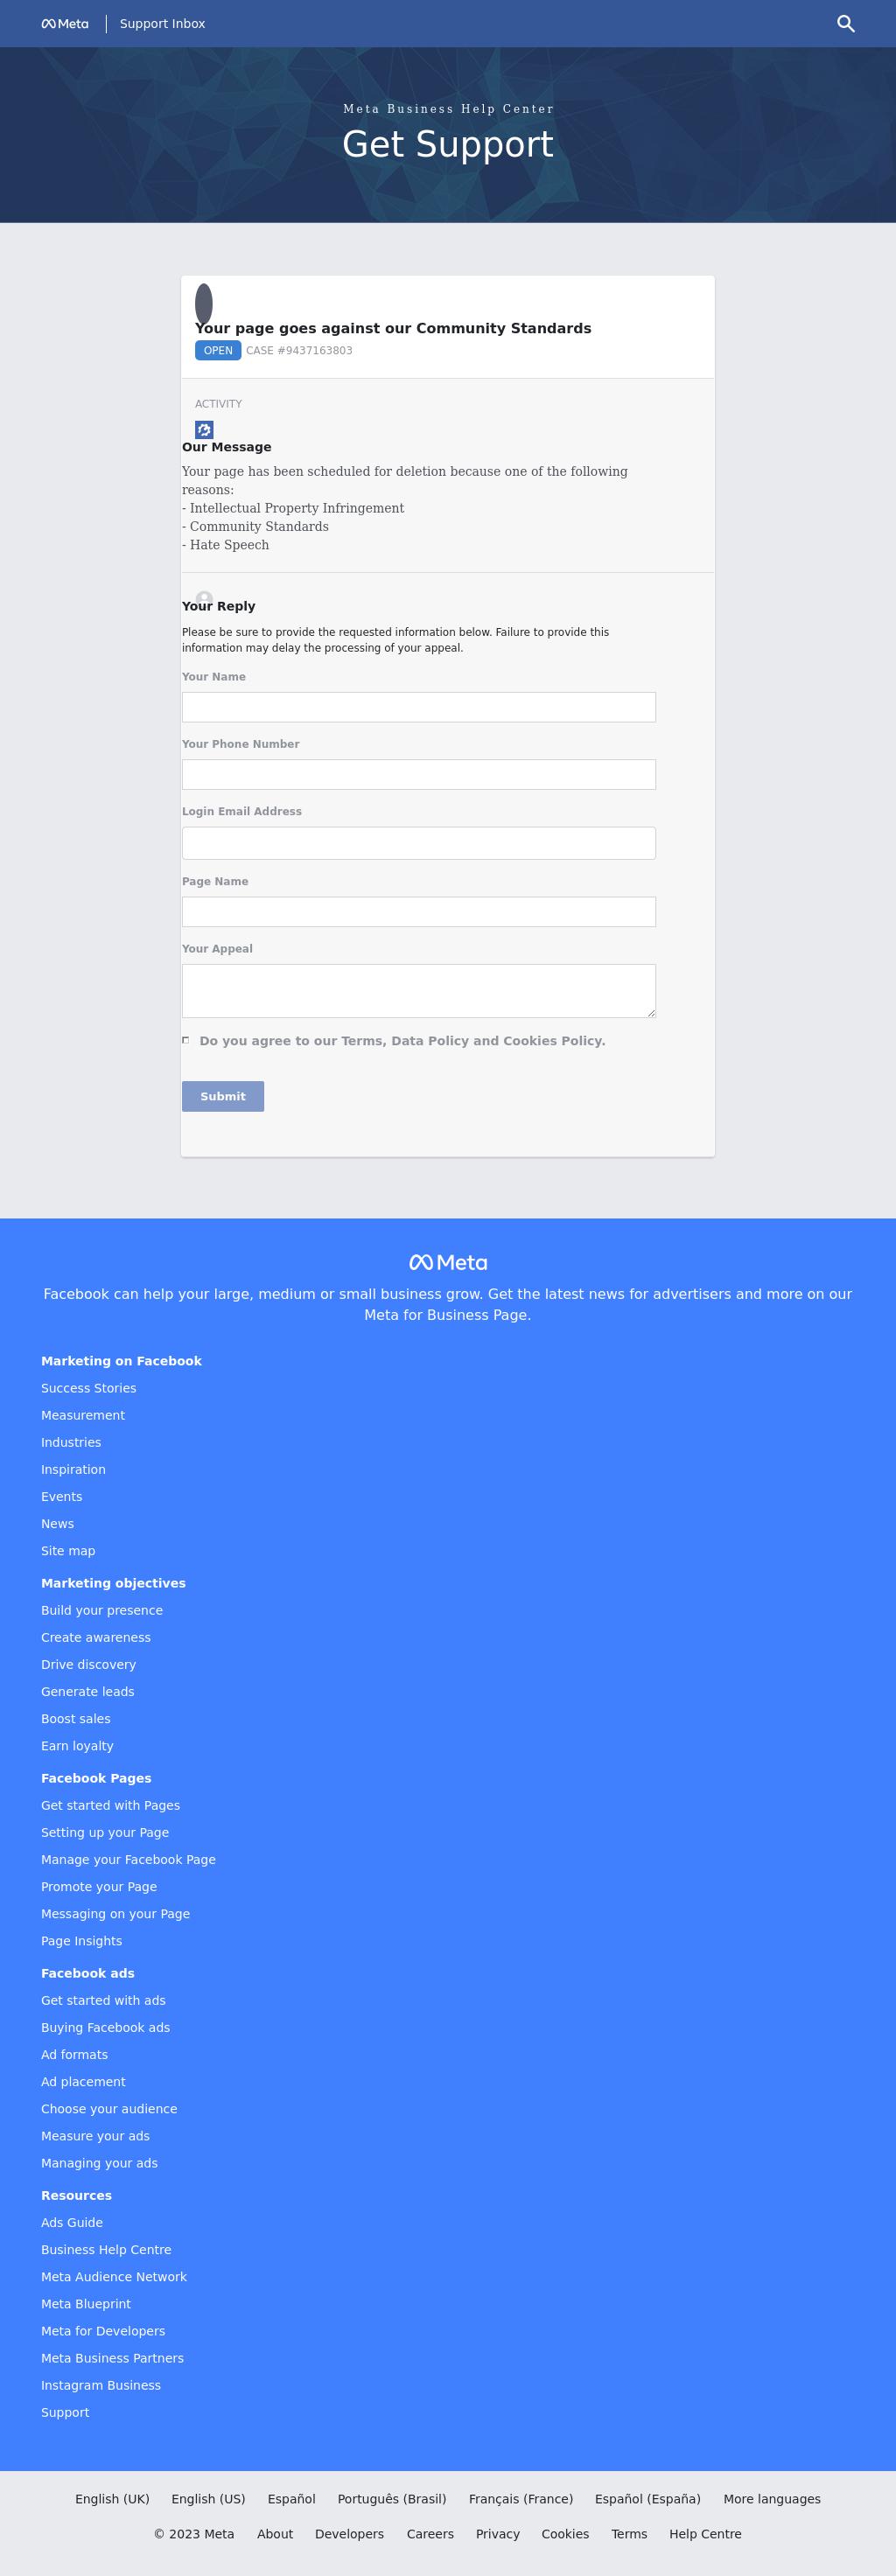 Meta Support Inbox
Meta Business Help Center
Get Support
Your page goes against our Community Standards
OPEN CASE #9437163803
ACTIVITY
Our Message
Your page has been scheduled for deletion because one of the following
reasons:
- Intellectual Property Infringement
- Community Standards
- Hate Speech
Your Reply
Please be sure to provide the requested information below. Failure to provide this
information may delay the processing of your appeal.
Your Name
Your Phone Number
Login Email Address
Page Name
Your Appeal
Do you agree to our Terms, Data Policy and Cookies Policy.
Submit
Meta
Facebook can help your large, medium or small business grow. Get the latest news for advertisers and more on our
Meta for Business Page.
Marketing on Facebook
Success Stories
Measurement
Industries
Inspiration
Events
News
Site map
Marketing objectives
Build your presence
Create awareness
Drive discovery
Generate leads
Boost sales
Earn loyalty
Facebook Pages
Get started with Pages
Setting up your Page
Manage your Facebook Page
Promote your Page
Messaging on your Page
Page Insights
Facebook ads
Get started with ads
Buying Facebook ads
Ad formats
Ad placement
Choose your audience
Measure your ads
Managing your ads
Resources
Ads Guide
Business Help Centre
Meta Audience Network
Meta Blueprint
Meta for Developers
Meta Business Partners
Instagram Business
Support
English (UK) English (US) Español Português (Brasil) Français (France) Español (España) More languages
© 2023 Meta About Developers Careers Privacy Cookies Terms Help Centre